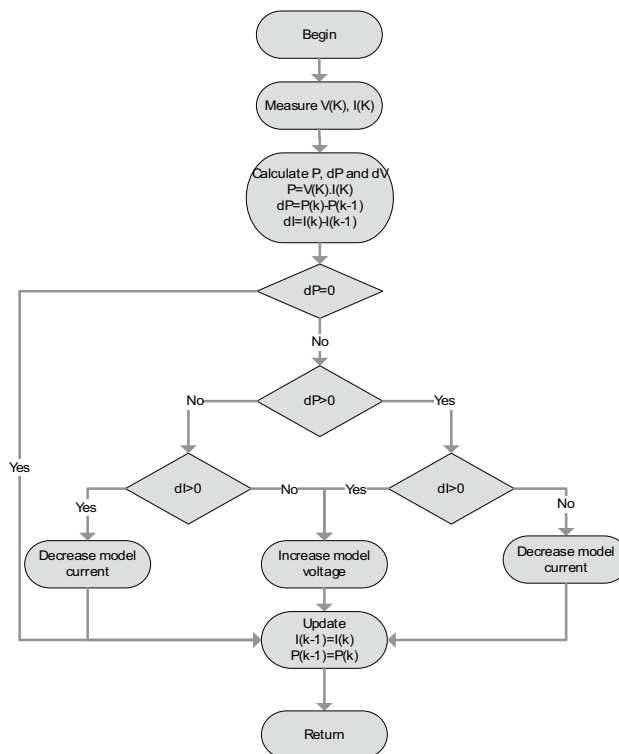 Begin
Measure V(K), I(K)
Calculate P, dP and dV
P=V(K).I(K)
dP=P(k)-P(k-1)
dI=I(k)-I(k-1)
dP=0
No
dP>0
No
Yes
Yes
dI>0
No
Yes
dI>0
Yes
No
Decrease model
current
Increase model
voltage
Decrease model
current
Update
I(k-1)=I(k)
P(k-1)=P(k)
Return